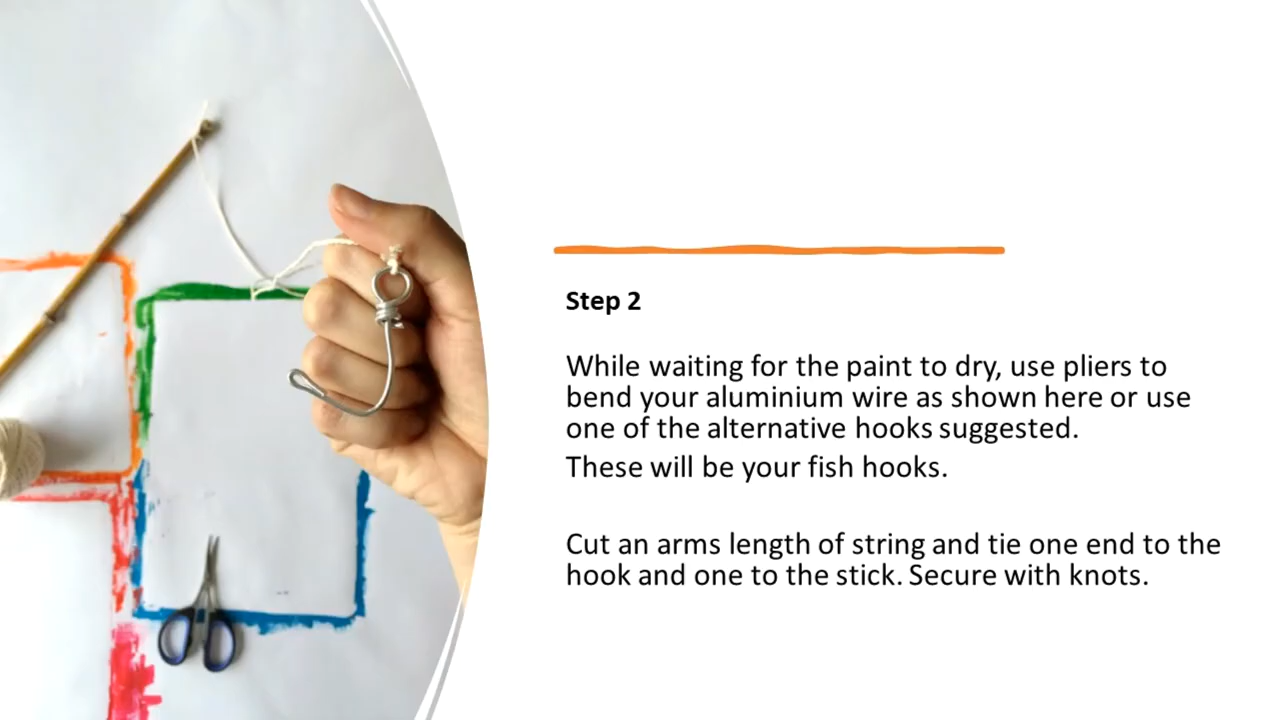 Step 2
While waiting for the paint to dry, use pliers to
bend your aluminium wire as shown here or use
one of the alternative hooks suggested.
These will be your fish hooks.
Cut an arms length of string and tie one end to the
hook and one to the stick. Secure with knots.